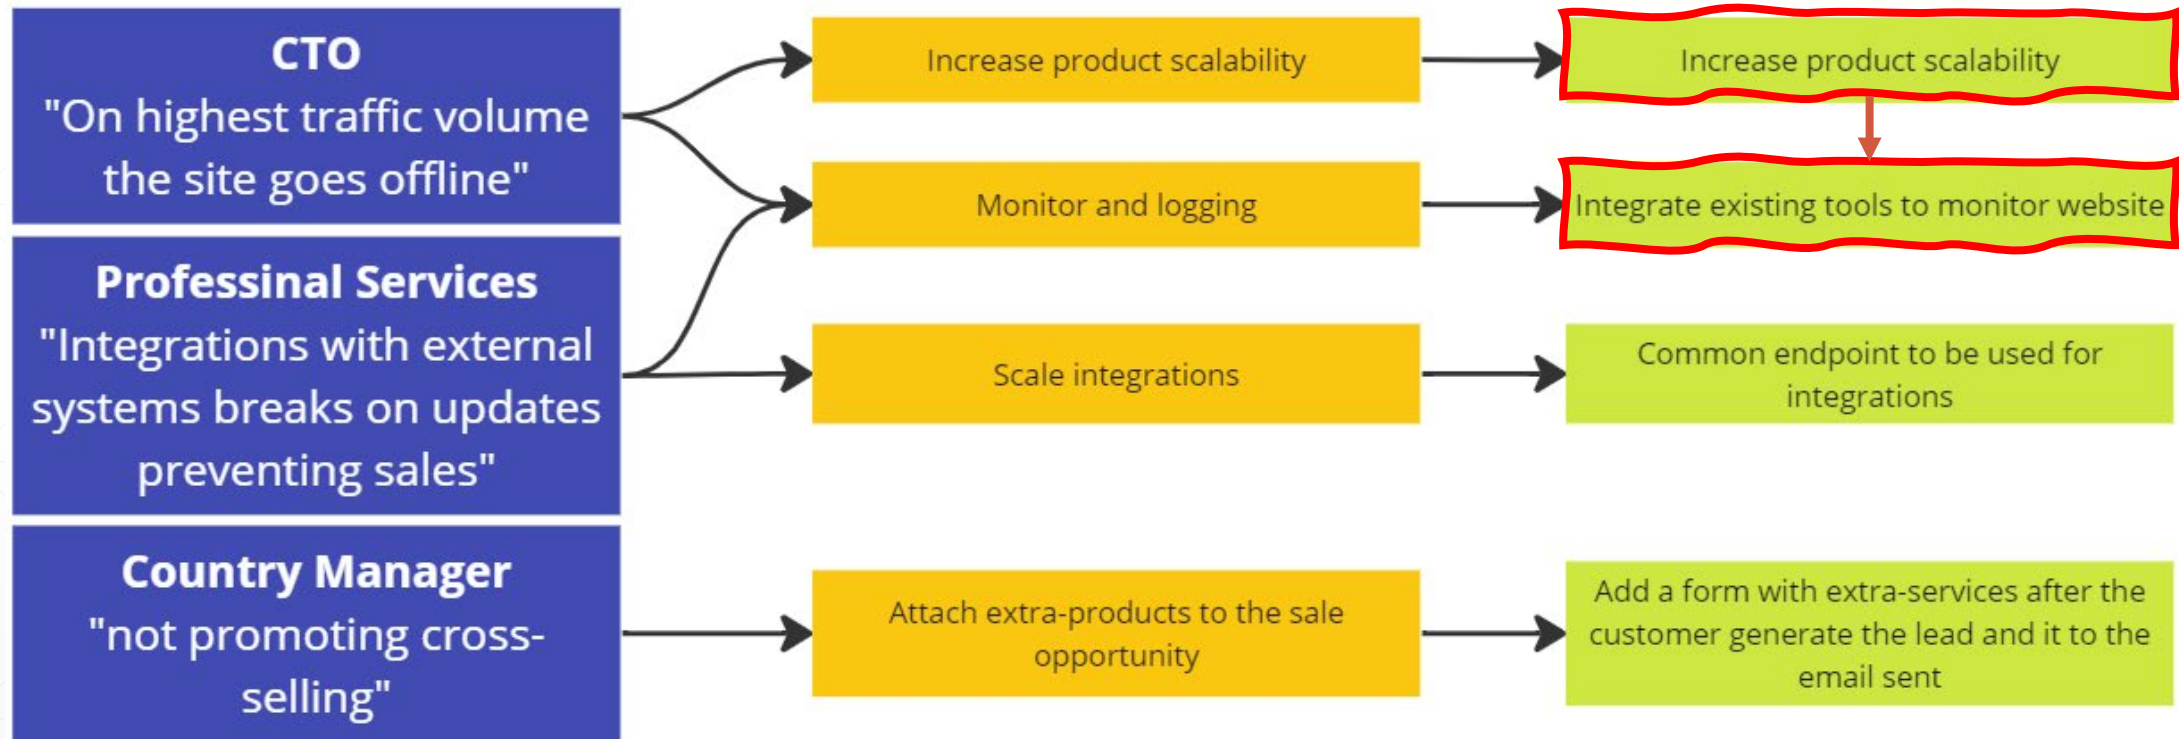 CTO
"On highest traffic volume
the site goes offline"
Increase product scalability
Increase product scalability
Monitor and logging
Integrate existing tools to monitor website
Professinal Services
"Integrations with external
systems breaks on updates
preventing sales"
Scale integrations
Common endpoint to be used for
integrations
Country Manager
"not promoting cross-
selling"
Attach extra-products to the sale
opportunity
Add a form with extra-services after the
customer generate the lead and it to the
email sent